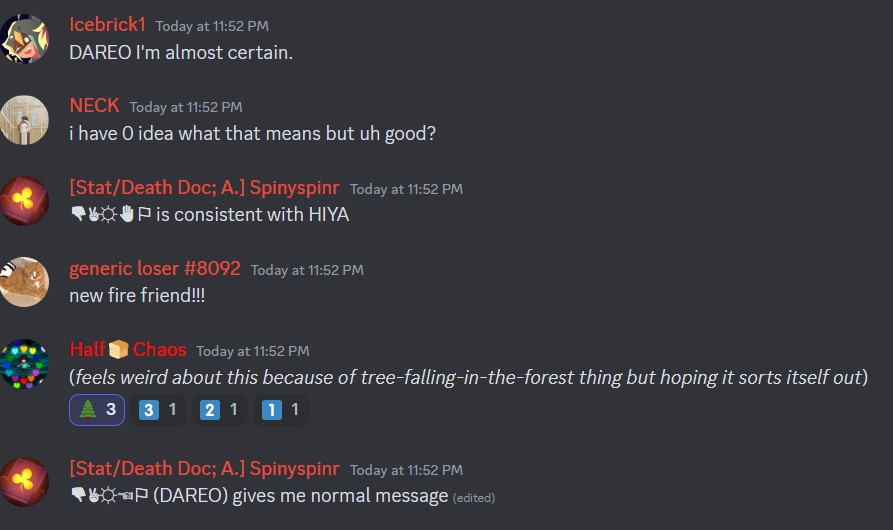 Icebrick1 Today at 11:52 PM
DAREO I'm almost certain.
NECK Today at 11:52 PM
i have 0 idea what that means but uh good?
[Stat/Death Doc; A.] Spinyspinr Today at 11:52 PM
👎︎✌︎☼︎✋︎⚐︎ is consistent with HIYA
generic loser #8092 Today at 11:52 PM
new fire friend!!!
Half🍞Chaos Today at 11:52 PM
(feels weird about this because of tree-falling-in-the-forest thing but hoping it sorts itself out)
🌲 3 3️⃣ 1 2️⃣ 1 1️⃣ 1
[Stat/Death Doc; A.] Spinyspinr Today at 11:52 PM
👎︎✌︎☼︎☜︎⚐︎ (DAREO) gives me normal message (edited)